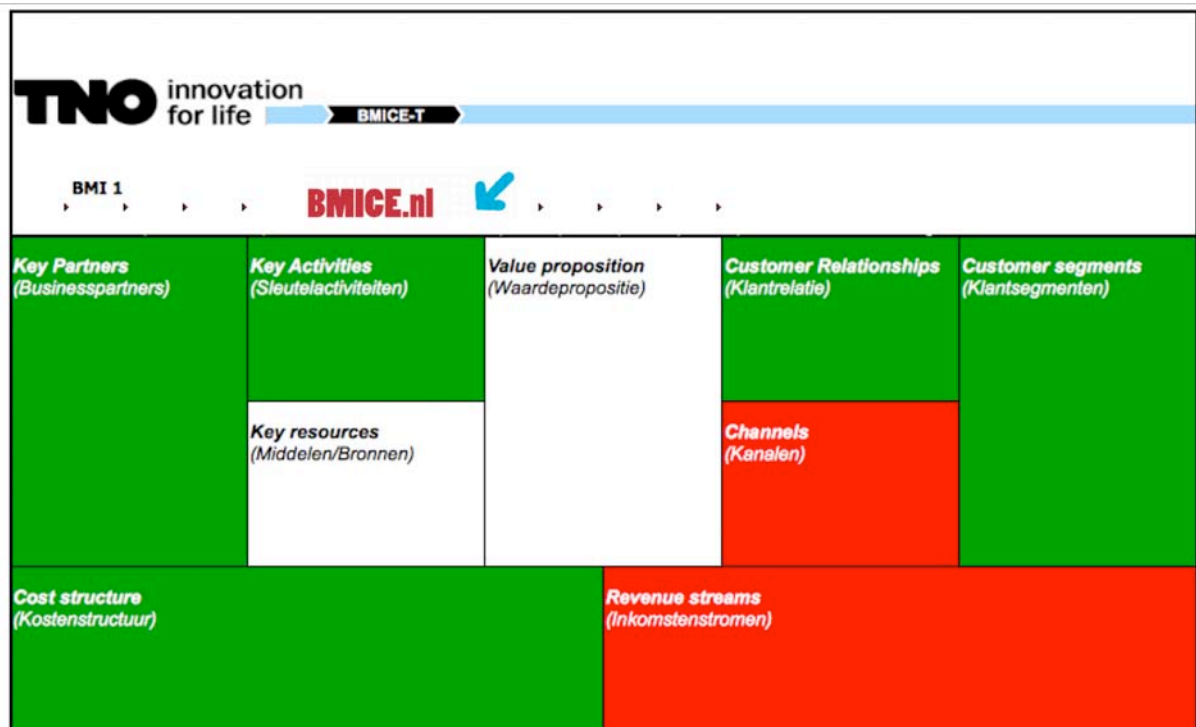 TNO innovation
for life
BMICE-T
BMI 1
BMICE.nl
Key Partners
(Businesspartners)
Key Activities
(Sleutelactiviteiten)
Value proposition
(Waardepropositie)
Customer Relationships
(Klantrelatie)
Customer segments
(Klantsegmenten)
Key resources
(Middelen/Bronnen)
Channels
(Kanalen)
Cost structure
(Kostenstructuur)
Revenue streams
(Inkomstenstromen)